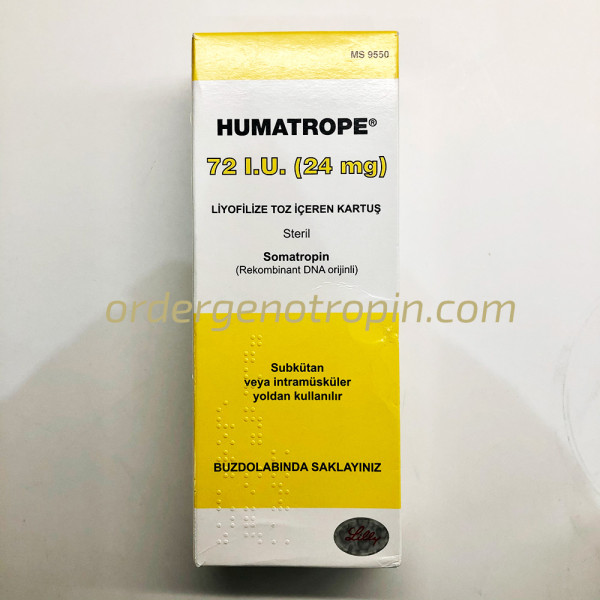 MS 9550
HUMATROPE®
72 I.U. (24 mg)
LİYOFİLİZE TOZ İÇEREN KARTUŞ
Steril
Somatropin
(Rekombinant DNA orijinli)
ordergenotropin.com
Subkütan
veya intramüsküler
yoldan kullanılır
BUZDOLABINDA SAKLAYINIZ
Lilly